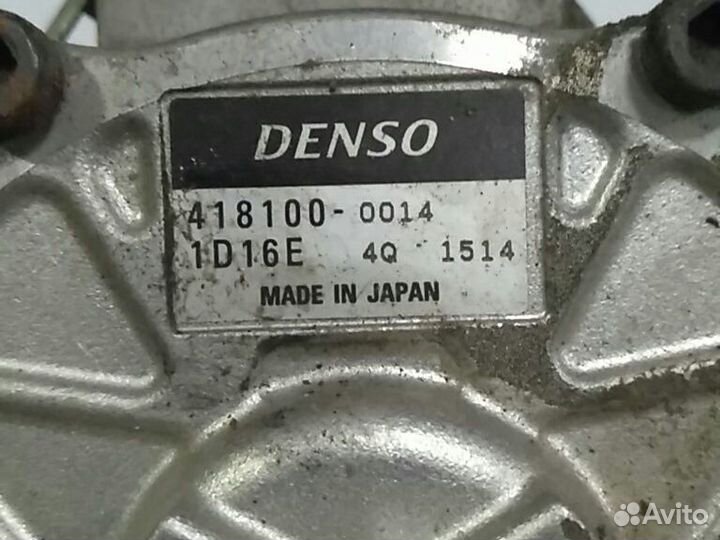 DENSO
418100-0014
1D16E 4Q 1514
MADE IN JAPAN
Avito